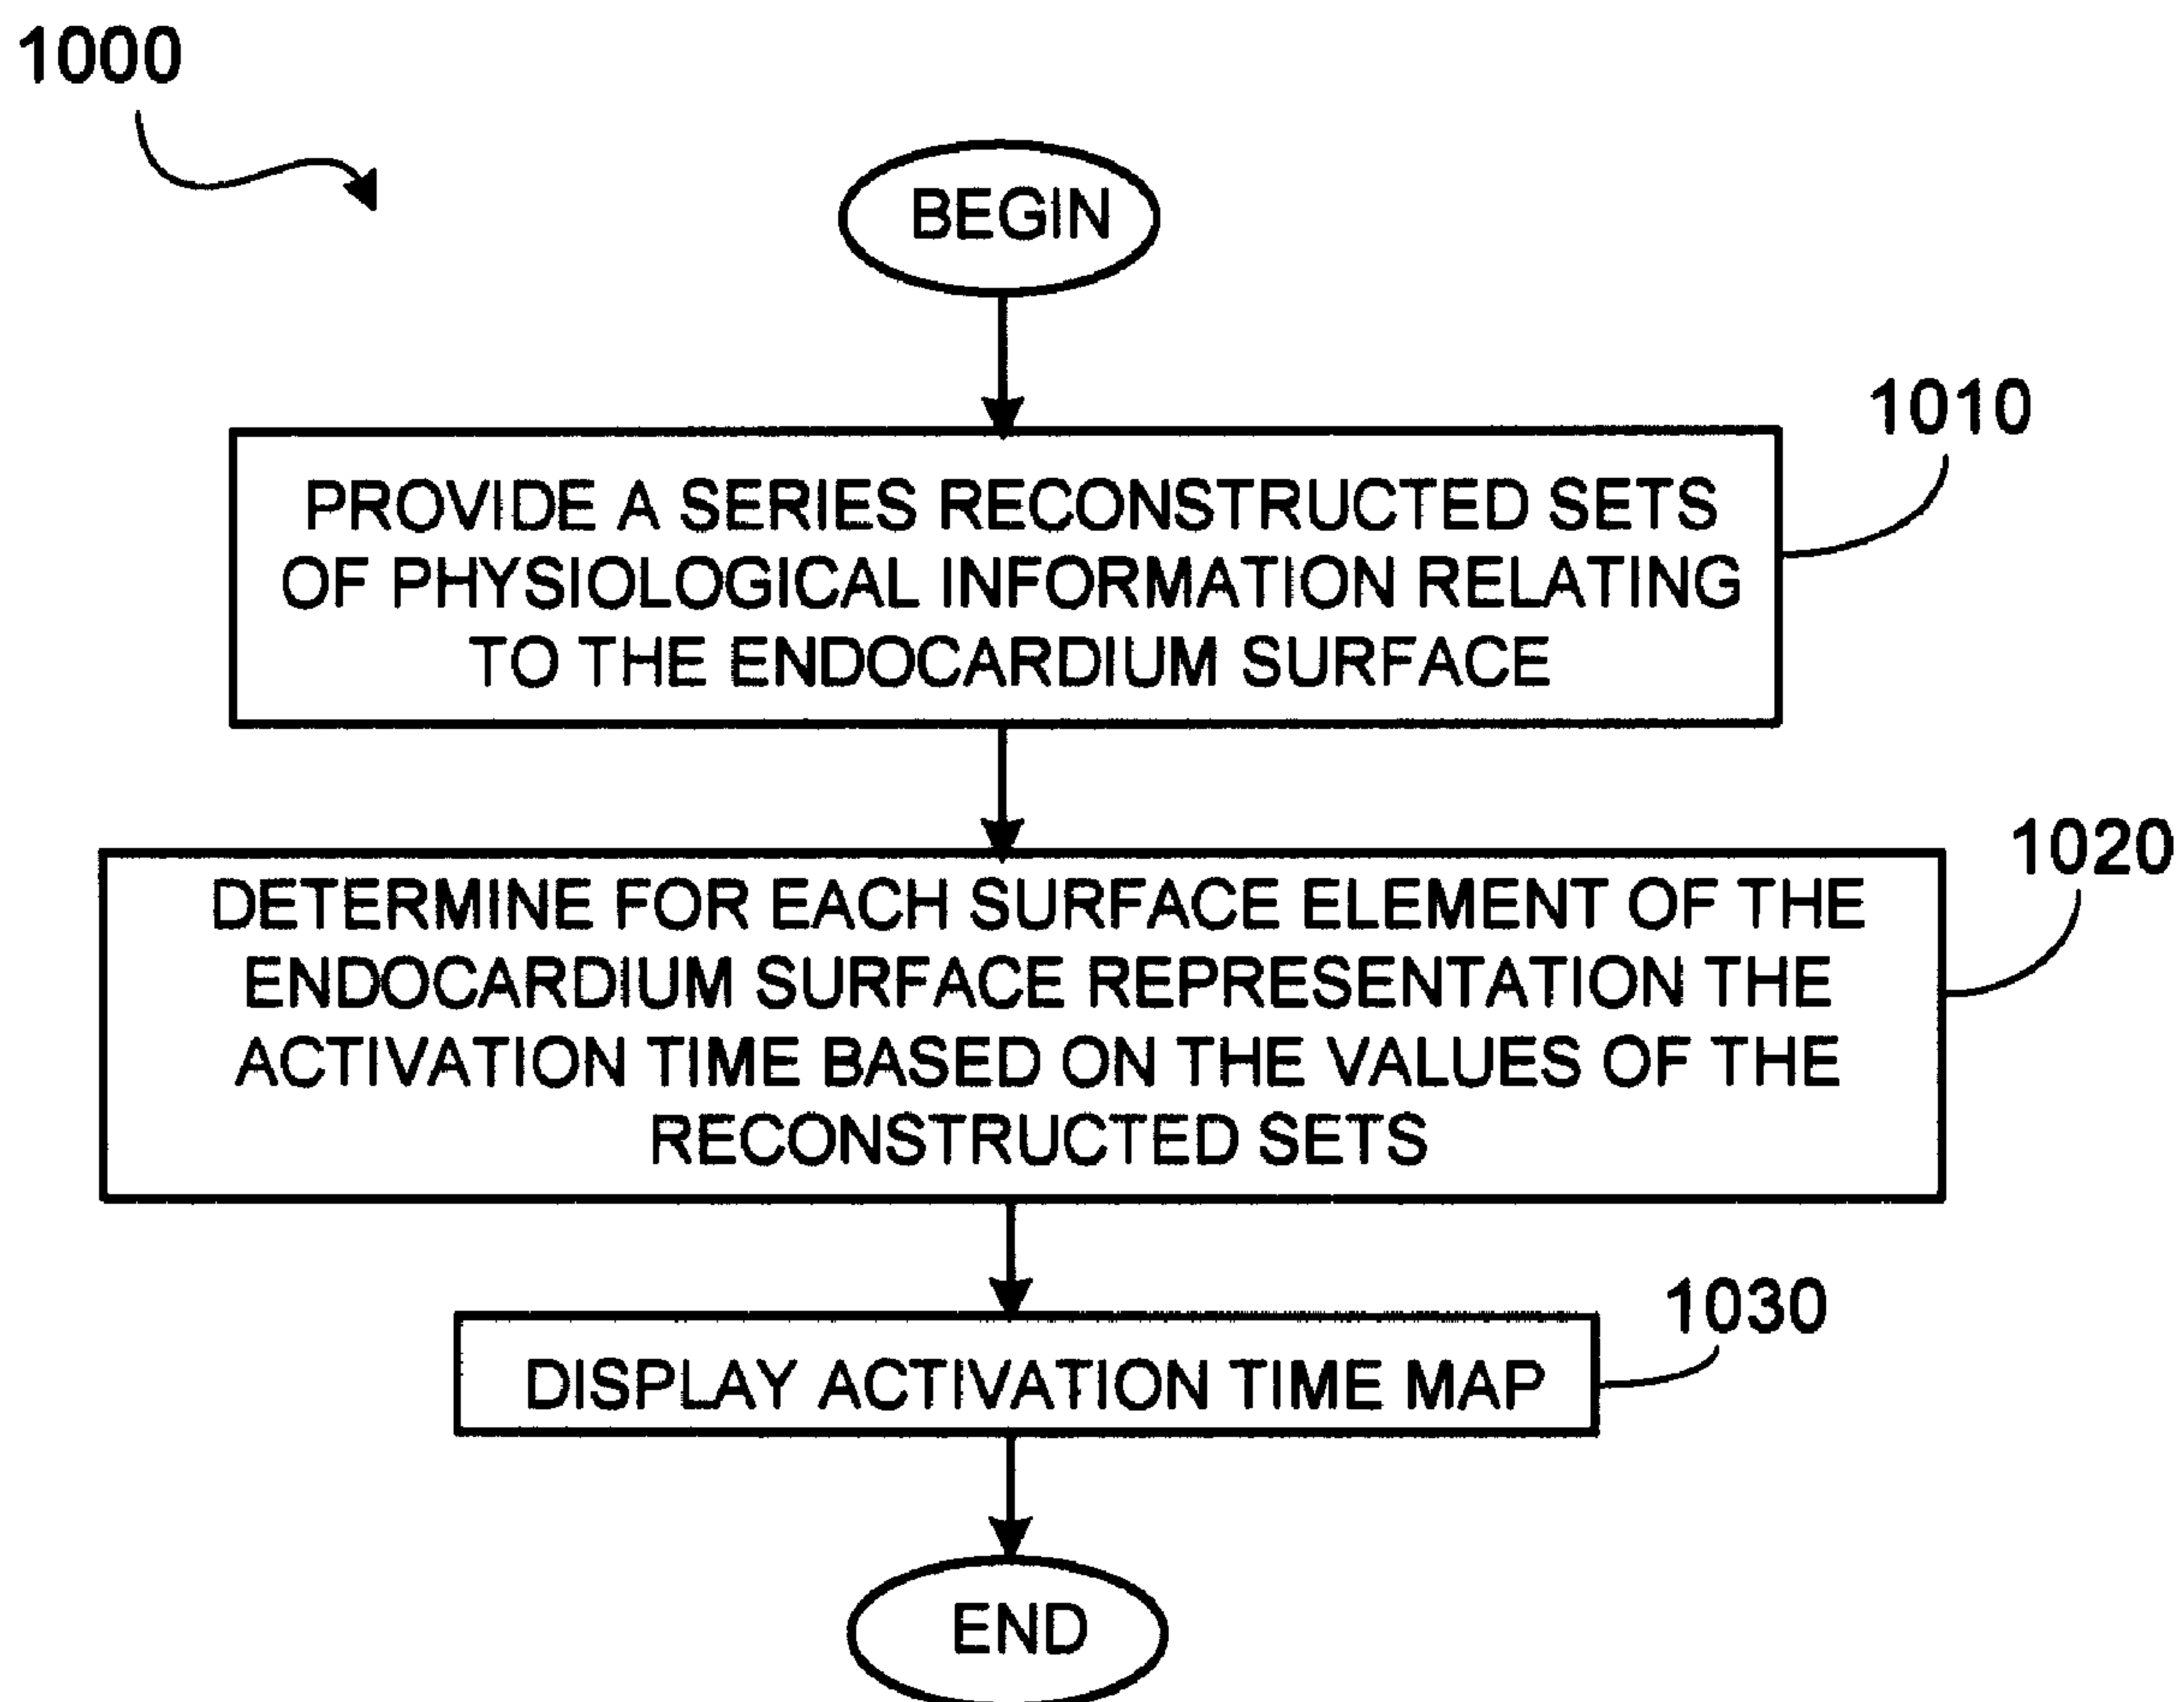 1000
BEGIN
1010
PROVIDE A SERIES RECONSTRUCTED SETS
OF PHYSIOLOGICAL INFORMATION RELATING
TO THE ENDOCARDIUM SURFACE
1020
DETERMINE FOR EACH SURFACE ELEMENT OF THE
ENDOCARDIUM SURFACE REPRESENTATION THE
ACTIVATION TIME BASED ON THE VALUES OF THE
RECONSTRUCTED SETS
1030
DISPLAY ACTIVATION TIME MAP
END